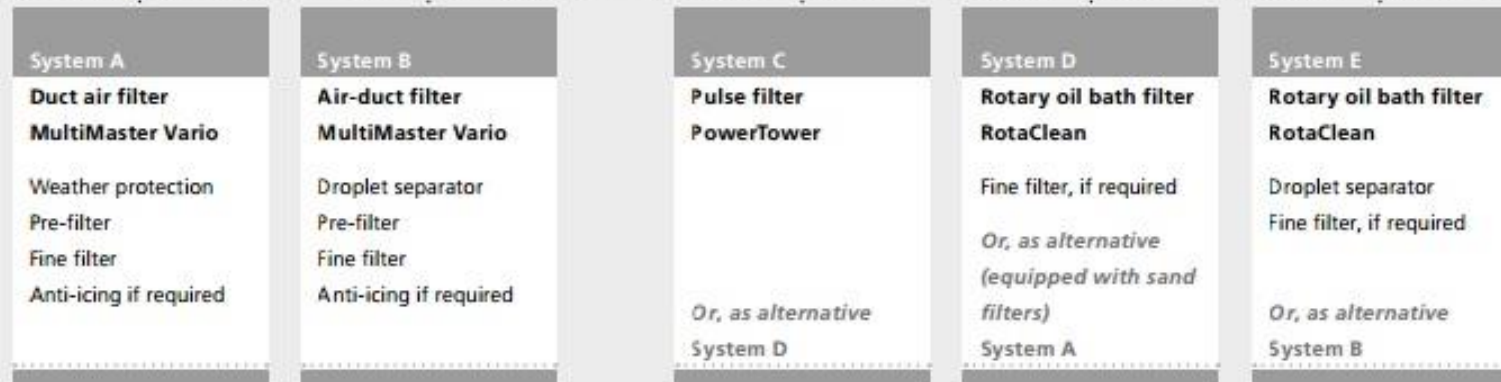 System A
Duct air filter
MultiMaster Vario
Weather protection
Pre-filter
Fine filter
Anti-icing if required
System B
Air-duct filter
MultiMaster Vario
Droplet separator
Pre-filter
Fine filter
Anti-icing if required
System C
Pulse filter
PowerTower
Or, as alternative
System D
System D
Rotary oil bath filter
RotaClean
Fine filter, if required
Or, as alternative
(equipped with sand
filters)
System A
System E
Rotary oil bath filter
RotaClean
Droplet separator
Fine filter, if required
Or, as alternative
System B